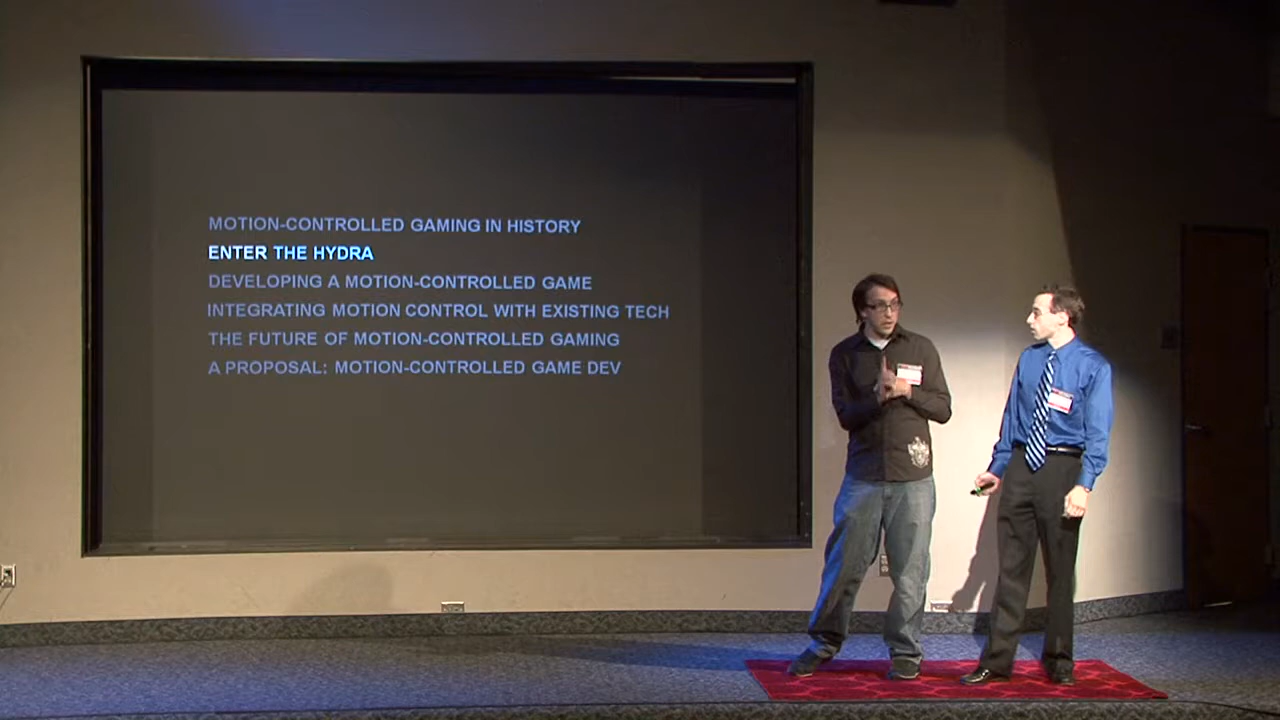 MOTION-CONTROLLED GAMING IN HISTORY
ENTER THE HYDRA
DEVELOPING A MOTION-CONTROLLED GAME
INTEGRATING MOTION CONTROL WITH EXISTING TECH
THE FUTURE OF MOTION-CONTROLLED GAMING
A PROPOSAL: MOTION-CONTROLLED GAME DEV